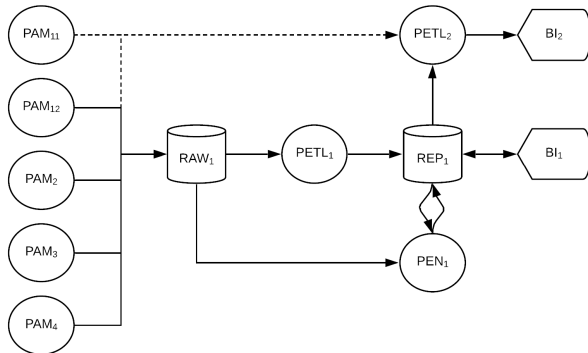 PAM₁₁
PETL₂
BI₂
PAM₁₂
RAW₁
PETL₁
REP₁
BI₁
PAM₂
PAM₃
PEN₁
PAM₄